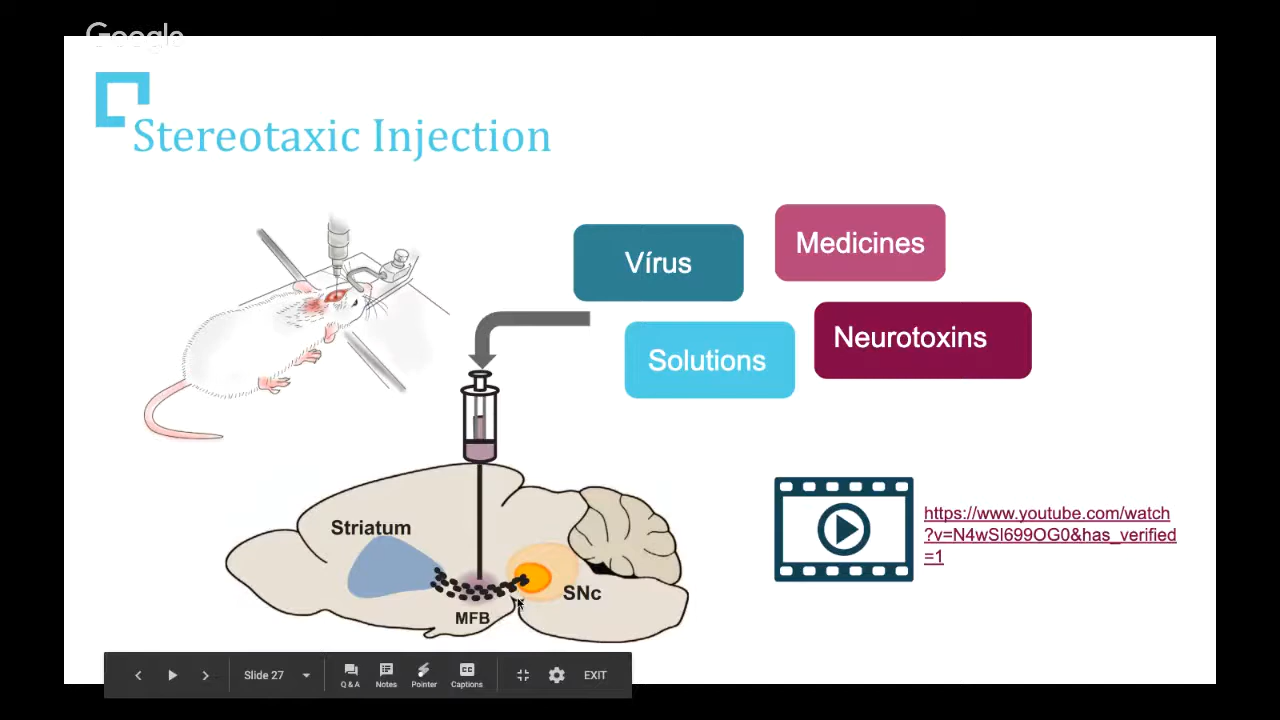 Google
Stereotaxic Injection
Vírus
Medicines
Solutions
Neurotoxins
Striatum
MFB
SNc
https://www.youtube.com/watch
?v=N4wSl699OG0&has_verified
=1
Slide 27
Q & A
Notes
Pointer
Captions
EXIT